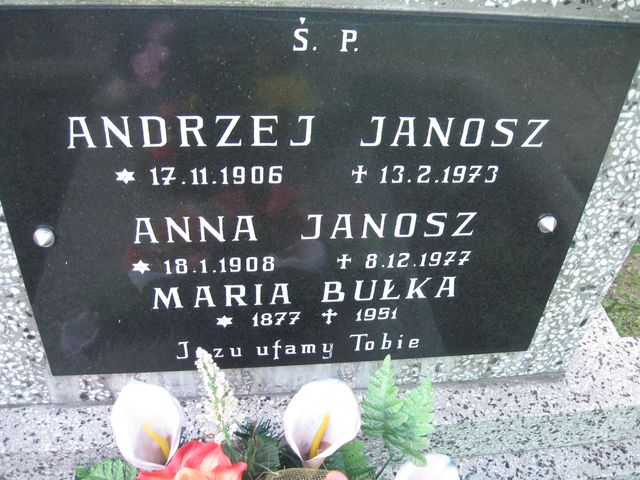 Ś. P.
ANDRZEJ JANOSZ
* 17.11.1906 ✝ 13.2.1973
ANNA JANOSZ
* 18.1.1908 ✝ 8.12.1977
MARIA BUŁKA
* 1877 ✝ 1951
Jezu ufamy Tobie